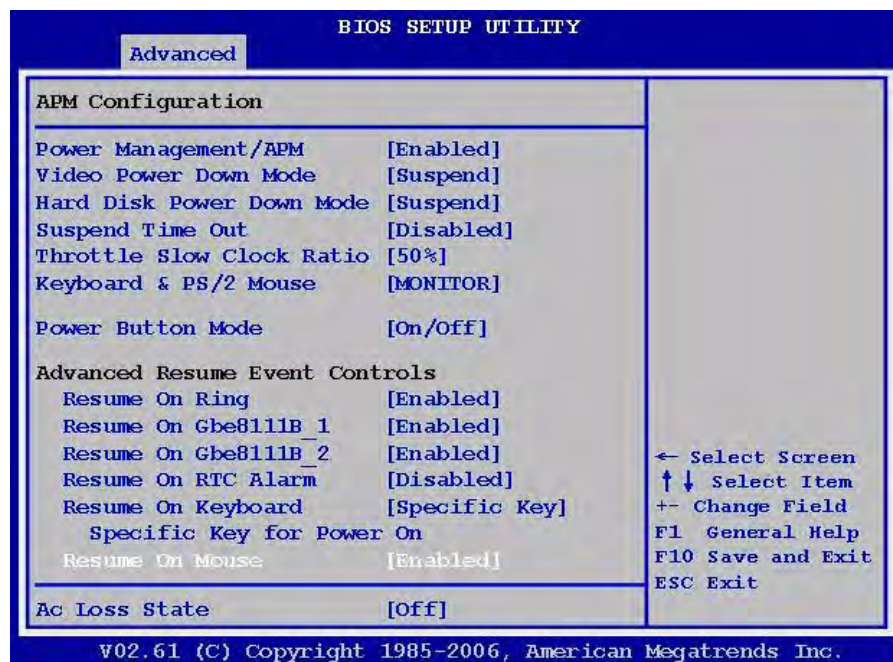 BIOS SETUP UTILITY
Advanced
APM Configuration
Power Management/APM [Enabled]
Video Power Down Mode [Suspend]
Hard Disk Power Down Mode [Suspend]
Suspend Time Out [Disabled]
Throttle Slow Clock Ratio [50%]
Keyboard & PS/2 Mouse [MONITOR]
Power Button Mode [On/Off]
Advanced Resume Event Controls
Resume On Ring [Enabled]
Resume On Gbe8111B_1 [Enabled]
Resume On Gbe8111B_2 [Enabled]
Resume On RTC Alarm [Disabled]
Resume On Keyboard [Specific Key]
Specific Key for Power On
Resume On Mouse [Enabled]
Ac Loss State [Off]
← Select Screen
↑↓ Select Item
+- Change Field
F1 General Help
F10 Save and Exit
ESC Exit
V02.61 (C) Copyright 1985-2006, American Megatrends Inc.